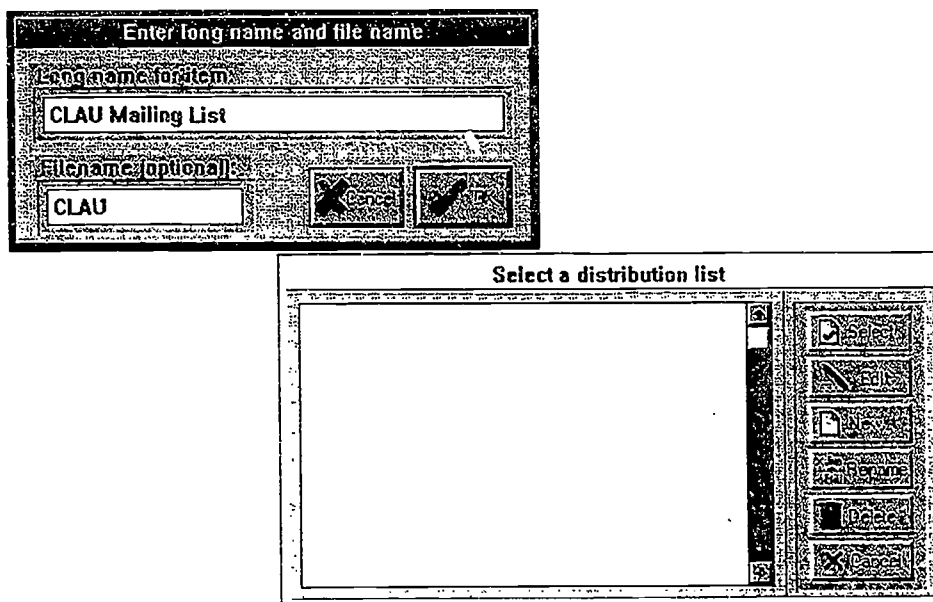 Enter long name and file name
Long name for item:
CLAU Mailing List
Filename (optional):
CLAU
Cancel
OK
Select a distribution list
Select
Edit
New
Rename
Delete
Cancel